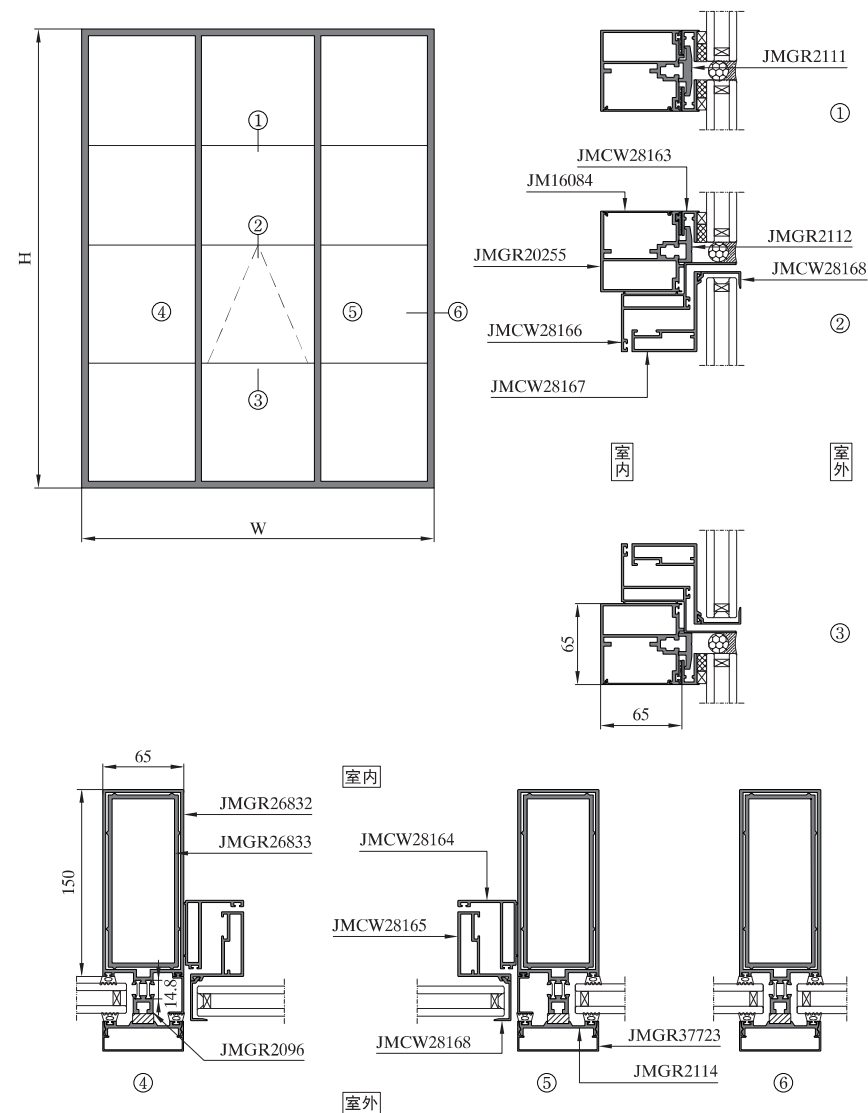 ①
②
③
④
⑤
⑥
H
W
JMGR2111
①
JMCW28163
JM16084
JMGR2112
JMGR20255
JMCW28168
JMCW28166
JMCW28167
②
室内
室外
65
65
③
65
室内
150
JMGR26832
JMGR26833
14.8
JMGR2096
④
JMCW28164
JMCW28165
JMCW28168
JMGR37723
JMGR2114
⑤
⑥
室外